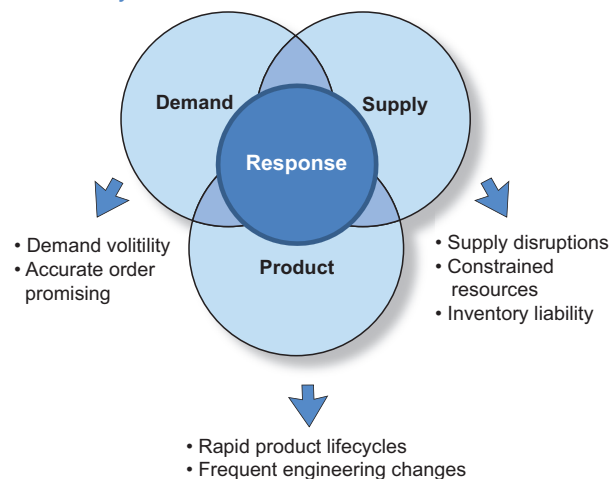 Demand
Supply
Response
Product
• Demand volitility
• Accurate order
promising
• Supply disruptions
• Constrained
resources
• Inventory liability
• Rapid product lifecycles
• Frequent engineering changes